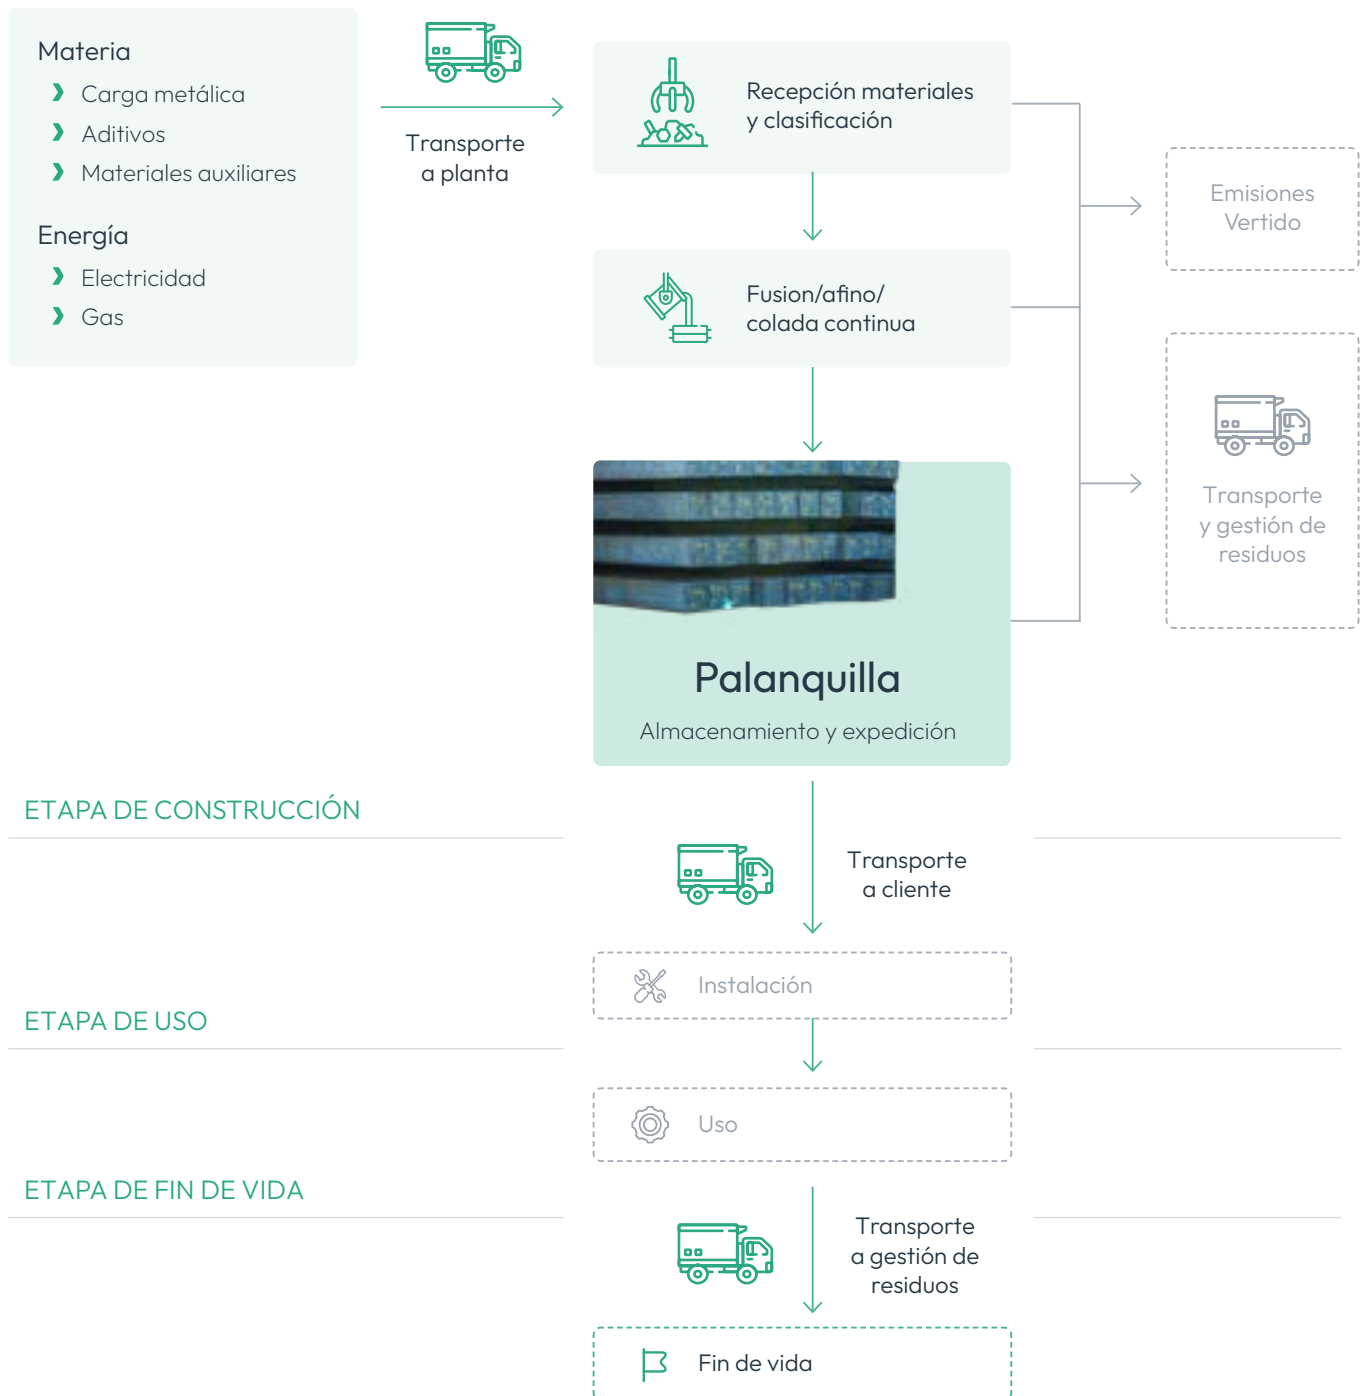 Materia
Carga metálica
Aditivos
Materiales auxiliares
Energía
Electricidad
Gas
Transporte
a planta
Recepción materiales
y clasificación
Fusion/afino/
colada continua
Emisiones
Vertido
Transporte
y gestión de
residuos
Palanquilla
Almacenamiento y expedición
ETAPA DE CONSTRUCCIÓN
Transporte
a cliente
Instalación
ETAPA DE USO
Uso
ETAPA DE FIN DE VIDA
Transporte
a gestión de
residuos
Fin de vida